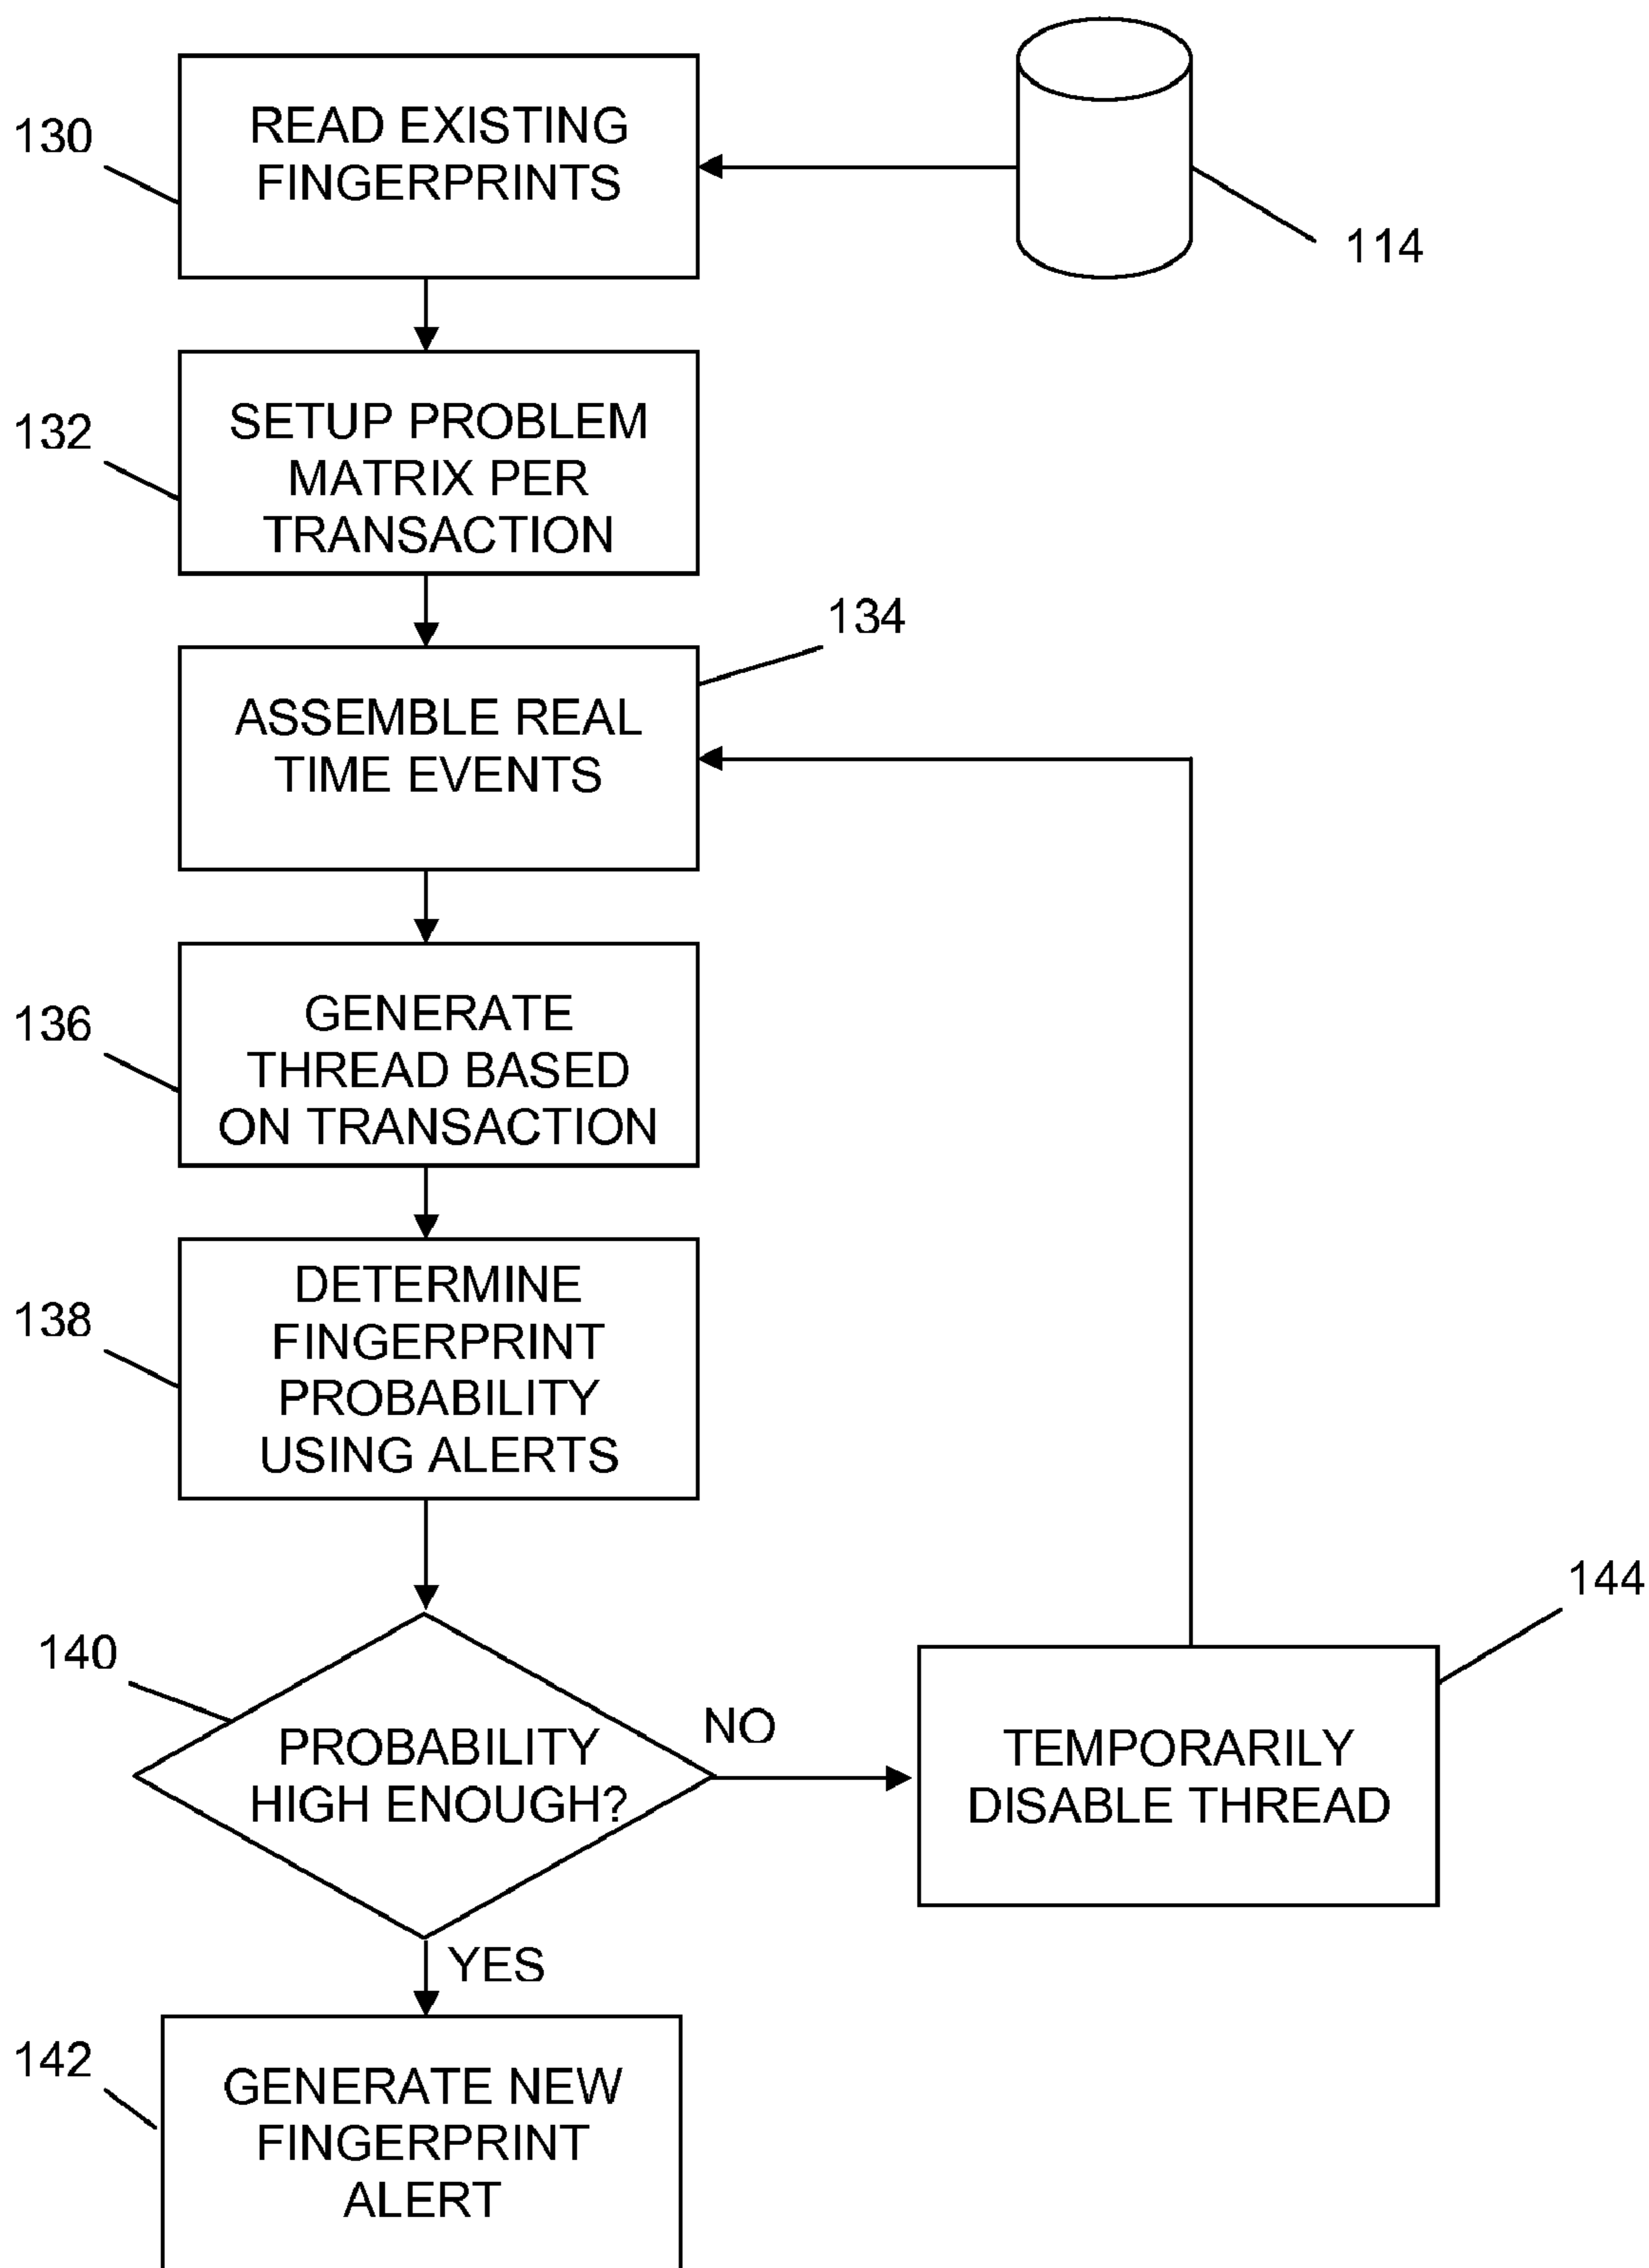 130
READ EXISTING
FINGERPRINTS
114
132
SETUP PROBLEM
MATRIX PER
TRANSACTION
134
ASSEMBLE REAL
TIME EVENTS
136
GENERATE
THREAD BASED
ON TRANSACTION
138
DETERMINE
FINGERPRINT
PROBABILITY
USING ALERTS
140
PROBABILITY
HIGH ENOUGH?
NO
144
TEMPORARILY
DISABLE THREAD
YES
142
GENERATE NEW
FINGERPRINT
ALERT